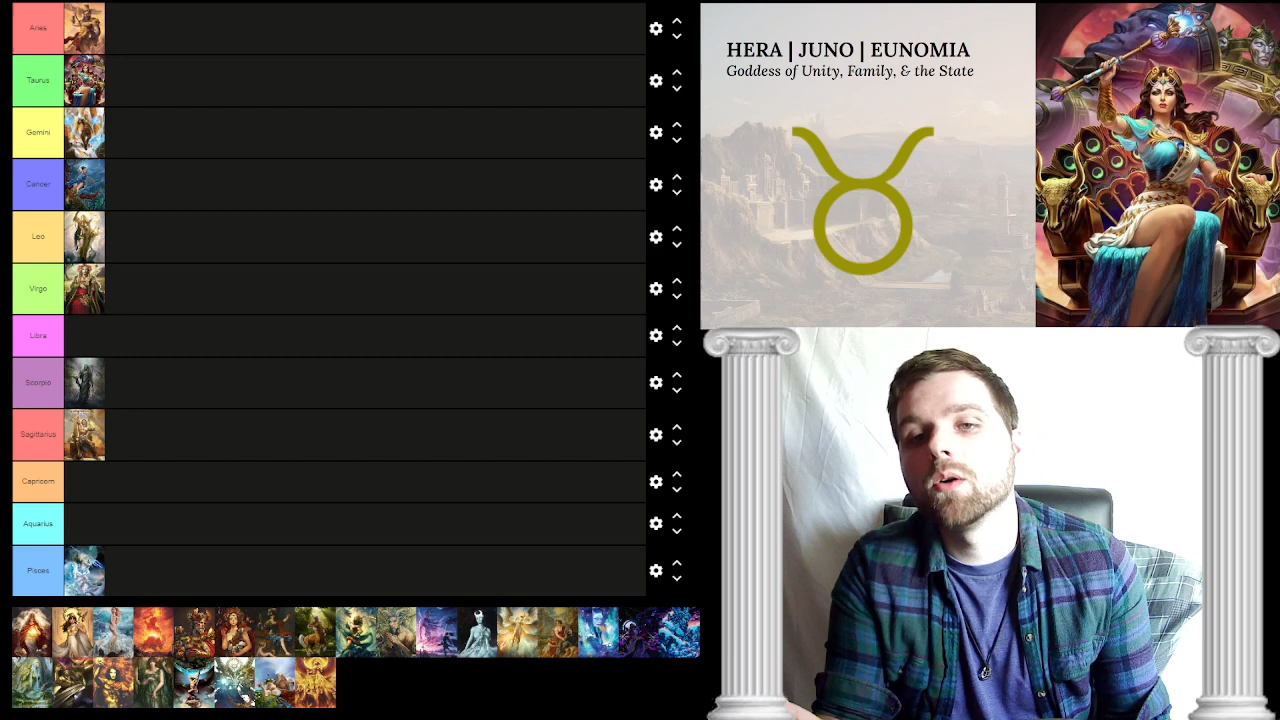 Aries
Taurus
Gemini
Cancer
Leo
Virgo
Libra
Scorpio
Sagittarius
Capricorn
Aquarius
Pisces
HERA | JUNO | EUNOMIA
Goddess of Unity, Family, & the State